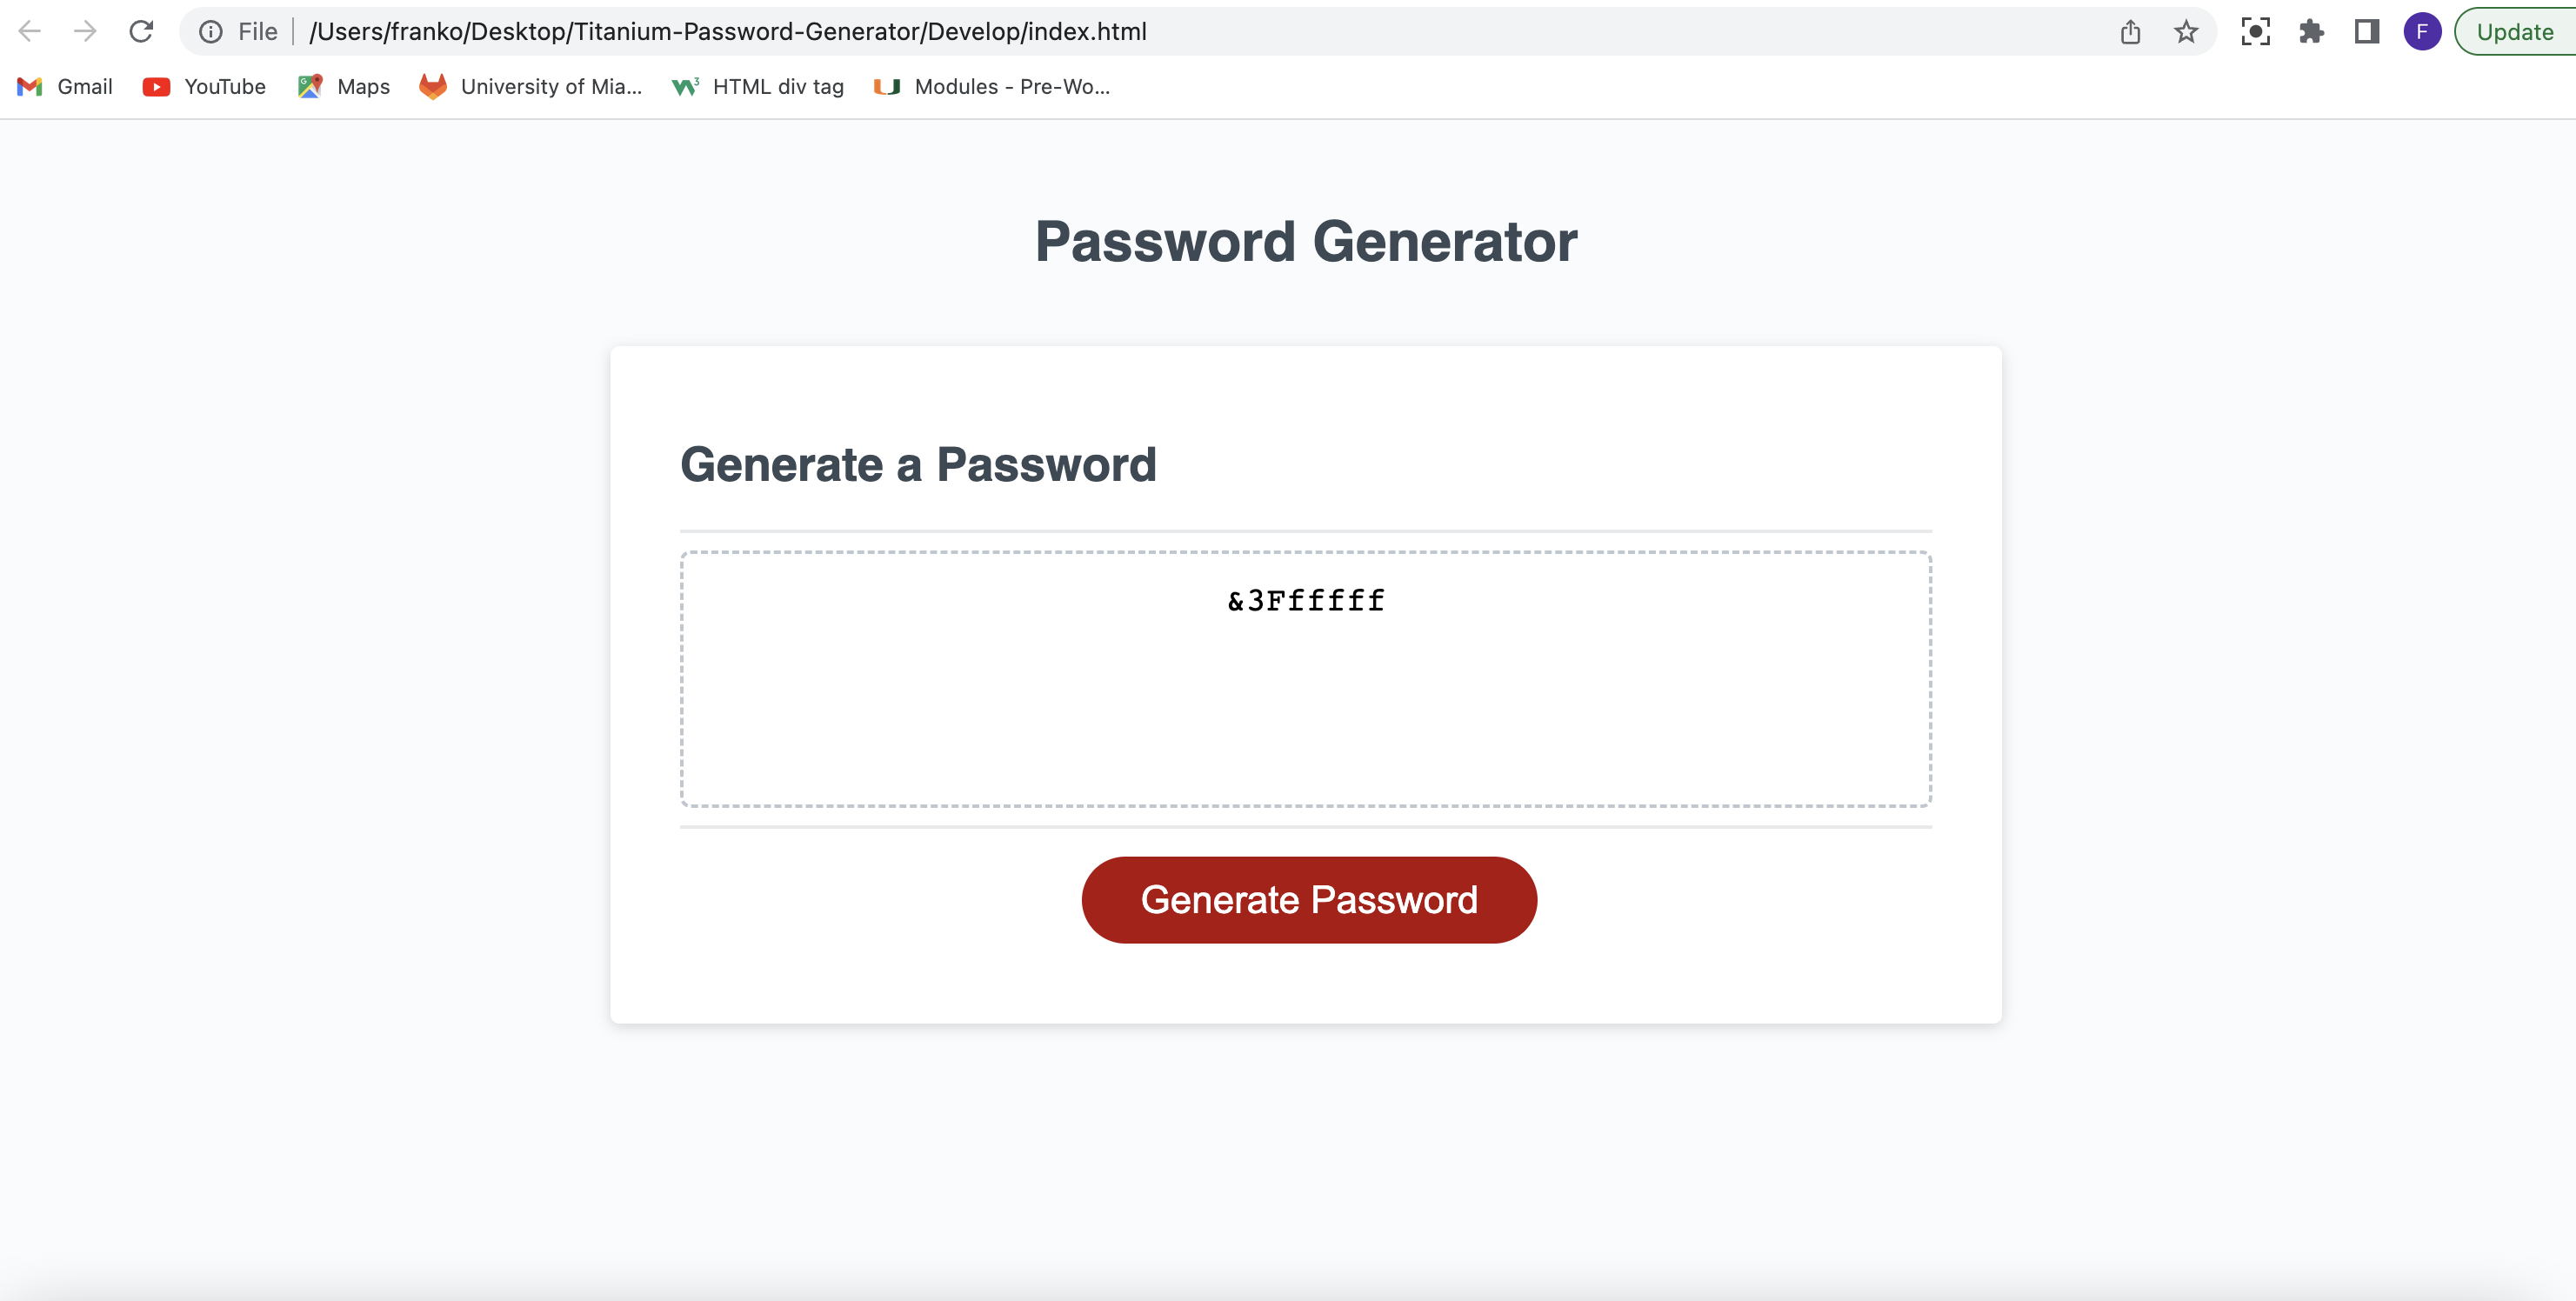 File /Users/franko/Desktop/Titanium-Password-Generator/Develop/index.html F Update
Gmail YouTube Maps University of Mia... HTML div tag Modules - Pre-Wo...
Password Generator
Generate a Password
&3Ffffff
Generate Password